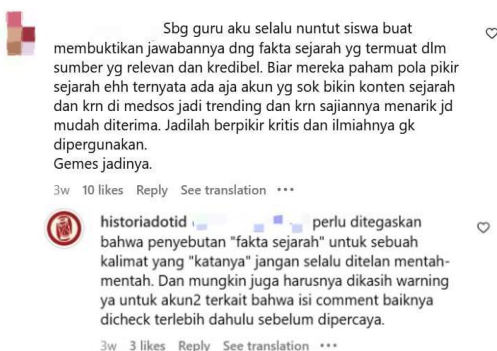 Sbg guru aku selalu nuntut siswa buat
membuktikan jawabannya dng fakta sejarah yg termuat dlm
sumber yg relevan dan kredibel. Biar mereka paham pola pikir
sejarah ehh ternyata ada aja akun yg sok bikin konten sejarah
dan krn di medsos jadi trending dan krn sajiannya menarik jd
mudah diterima. Jadilah berpikir kritis dan ilmiahnya gk
dipergunakan.
Gemes jadinya.
3w 10 likes Reply See translation •••
historiadotid perlu ditegaskan
bahwa penyebutan "fakta sejarah" untuk sebuah
kalimat yang "katanya" jangan selalu ditelan mentah-
mentah. Dan mungkin juga harusnya dikasih warning
ya untuk akun2 terkait bahwa isi comment baiknya
dicheck terlebih dahulu sebelum dipercaya.
3w 3 likes Reply See translation •••